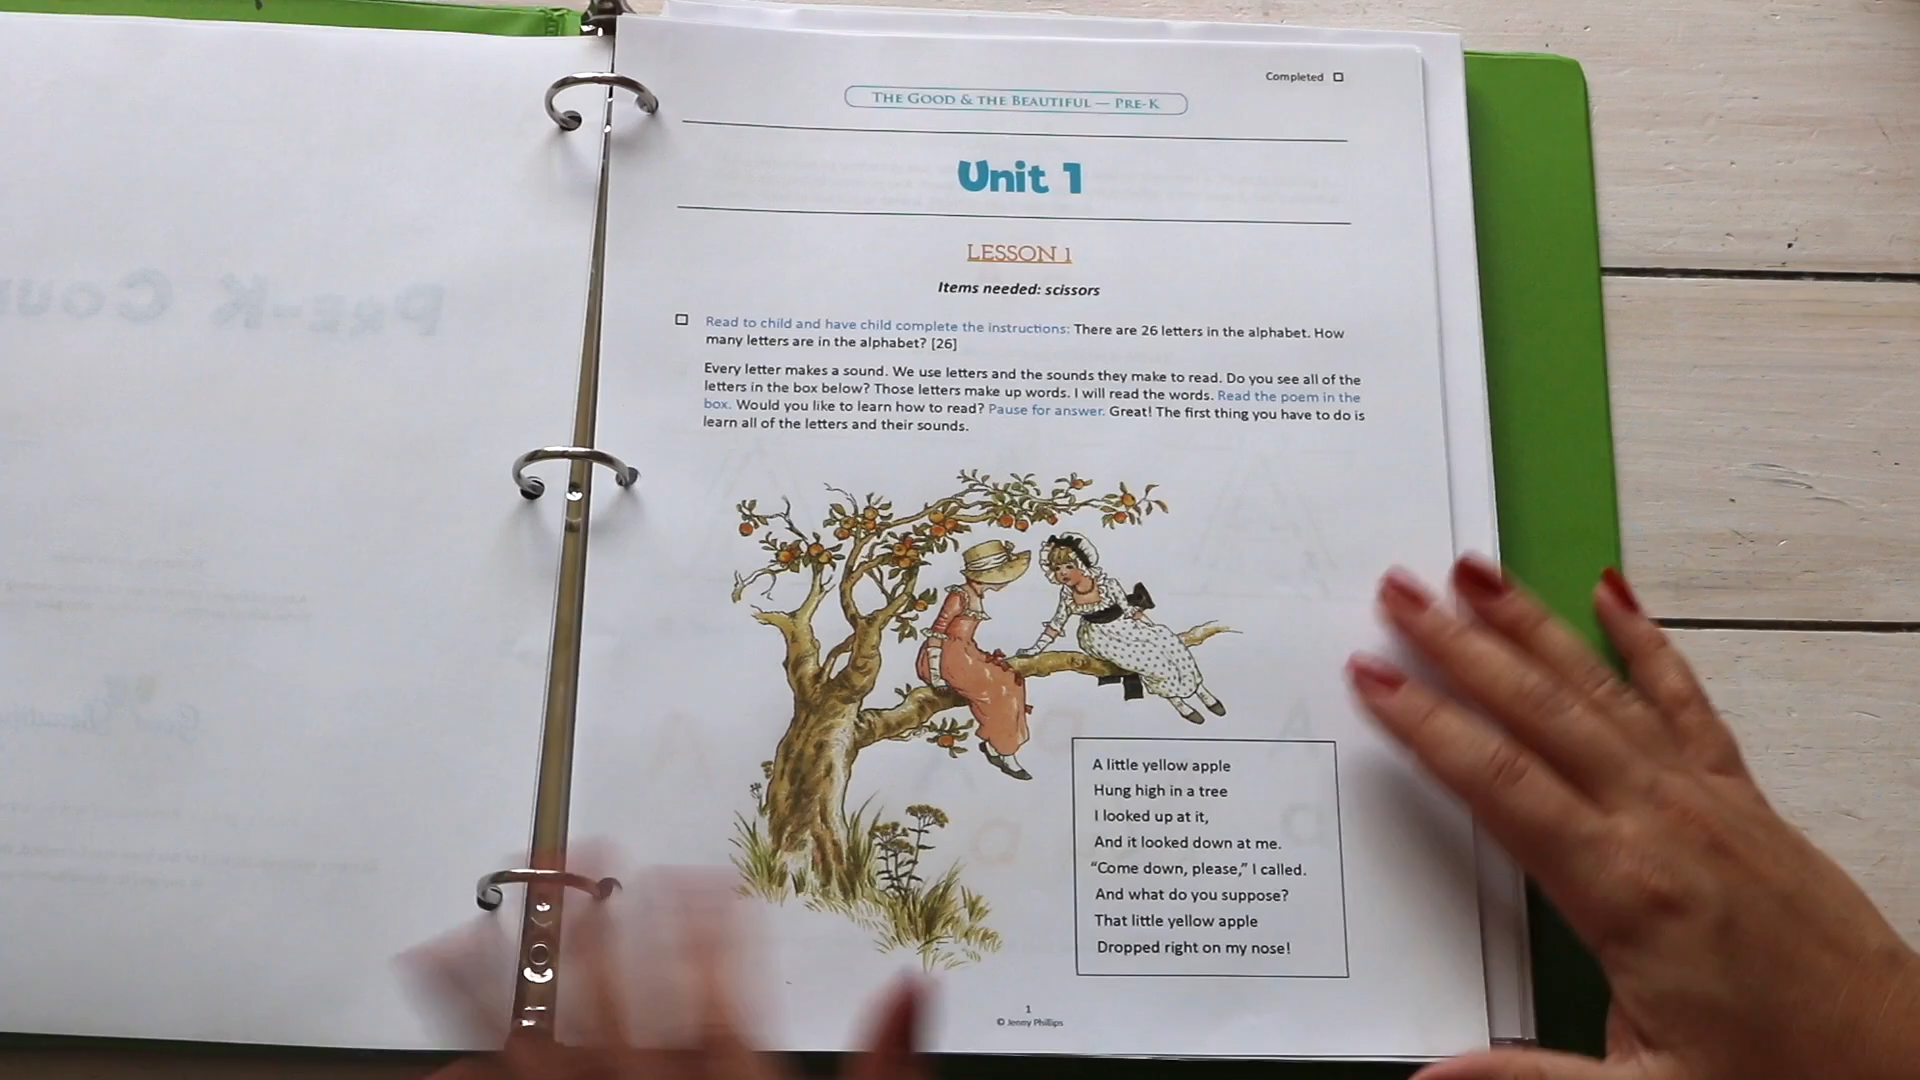 Completed
THE GOOD & THE BEAUTIFUL — PRE-K
Unit 1
LESSON 1
Items needed: scissors
Read to child and have child complete the instructions: There are 26 letters in the alphabet. How
many letters are in the alphabet? [26]
Every letter makes a sound. We use letters and the sounds they make to read. Do you see all of the
letters in the box below? Those letters make up words. I will read the words. Read the poem in the
box. Would you like to learn how to read? Pause for answer. Great! The first thing you have to do is
learn all of the letters and their sounds.
A little yellow apple
Hung high in a tree
I looked up at it,
And it looked down at me.
“Come down, please,” I called.
And what do you suppose?
That little yellow apple
Dropped right on my nose!
1
© Jenny Phillips